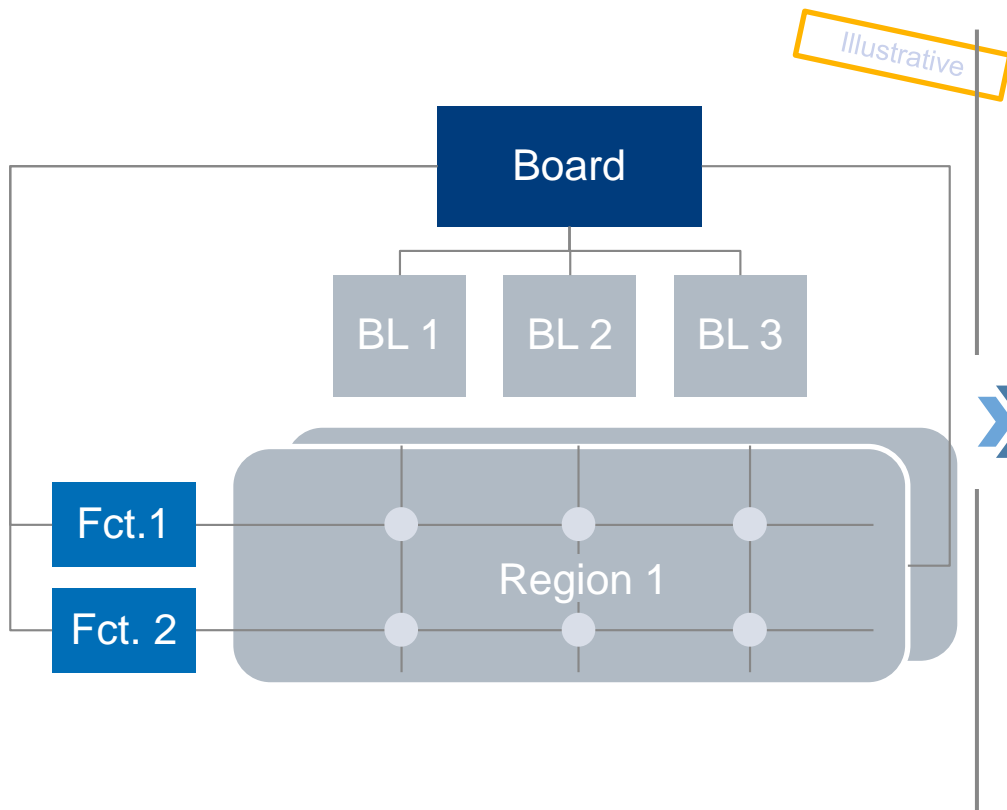 Illustrative
Board
BL 1
BL 2
BL 3
Fct.1
Region 1
Fct. 2